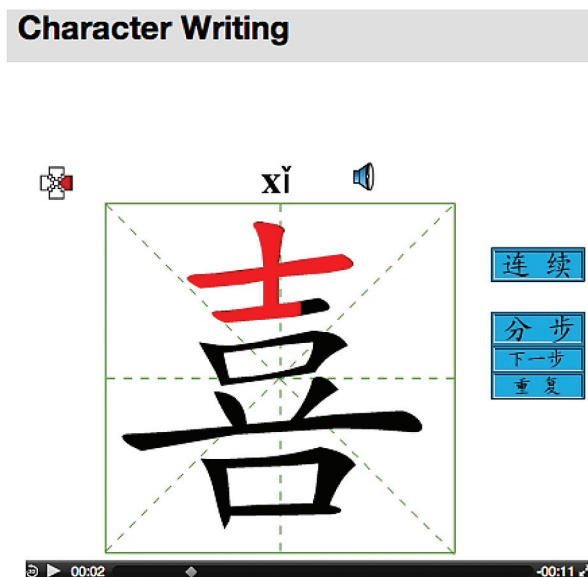 Character Writing
xǐ
喜
连续
分步
下一步
重复
00:02
-00:11